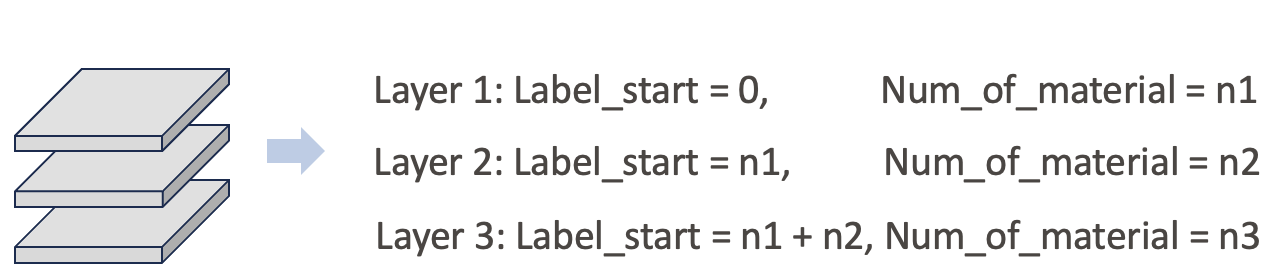 Layer 1: Label_start = 0, Num_of_material = n1
Layer 2: Label_start = n1, Num_of_material = n2
Layer 3: Label_start = n1 + n2, Num_of_material = n3